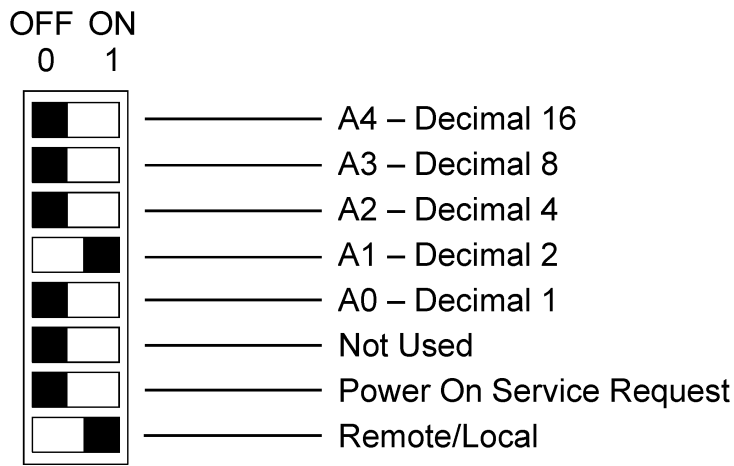 OFF ON
0 1
A4 – Decimal 16
A3 – Decimal 8
A2 – Decimal 4
A1 – Decimal 2
A0 – Decimal 1
Not Used
Power On Service Request
Remote/Local